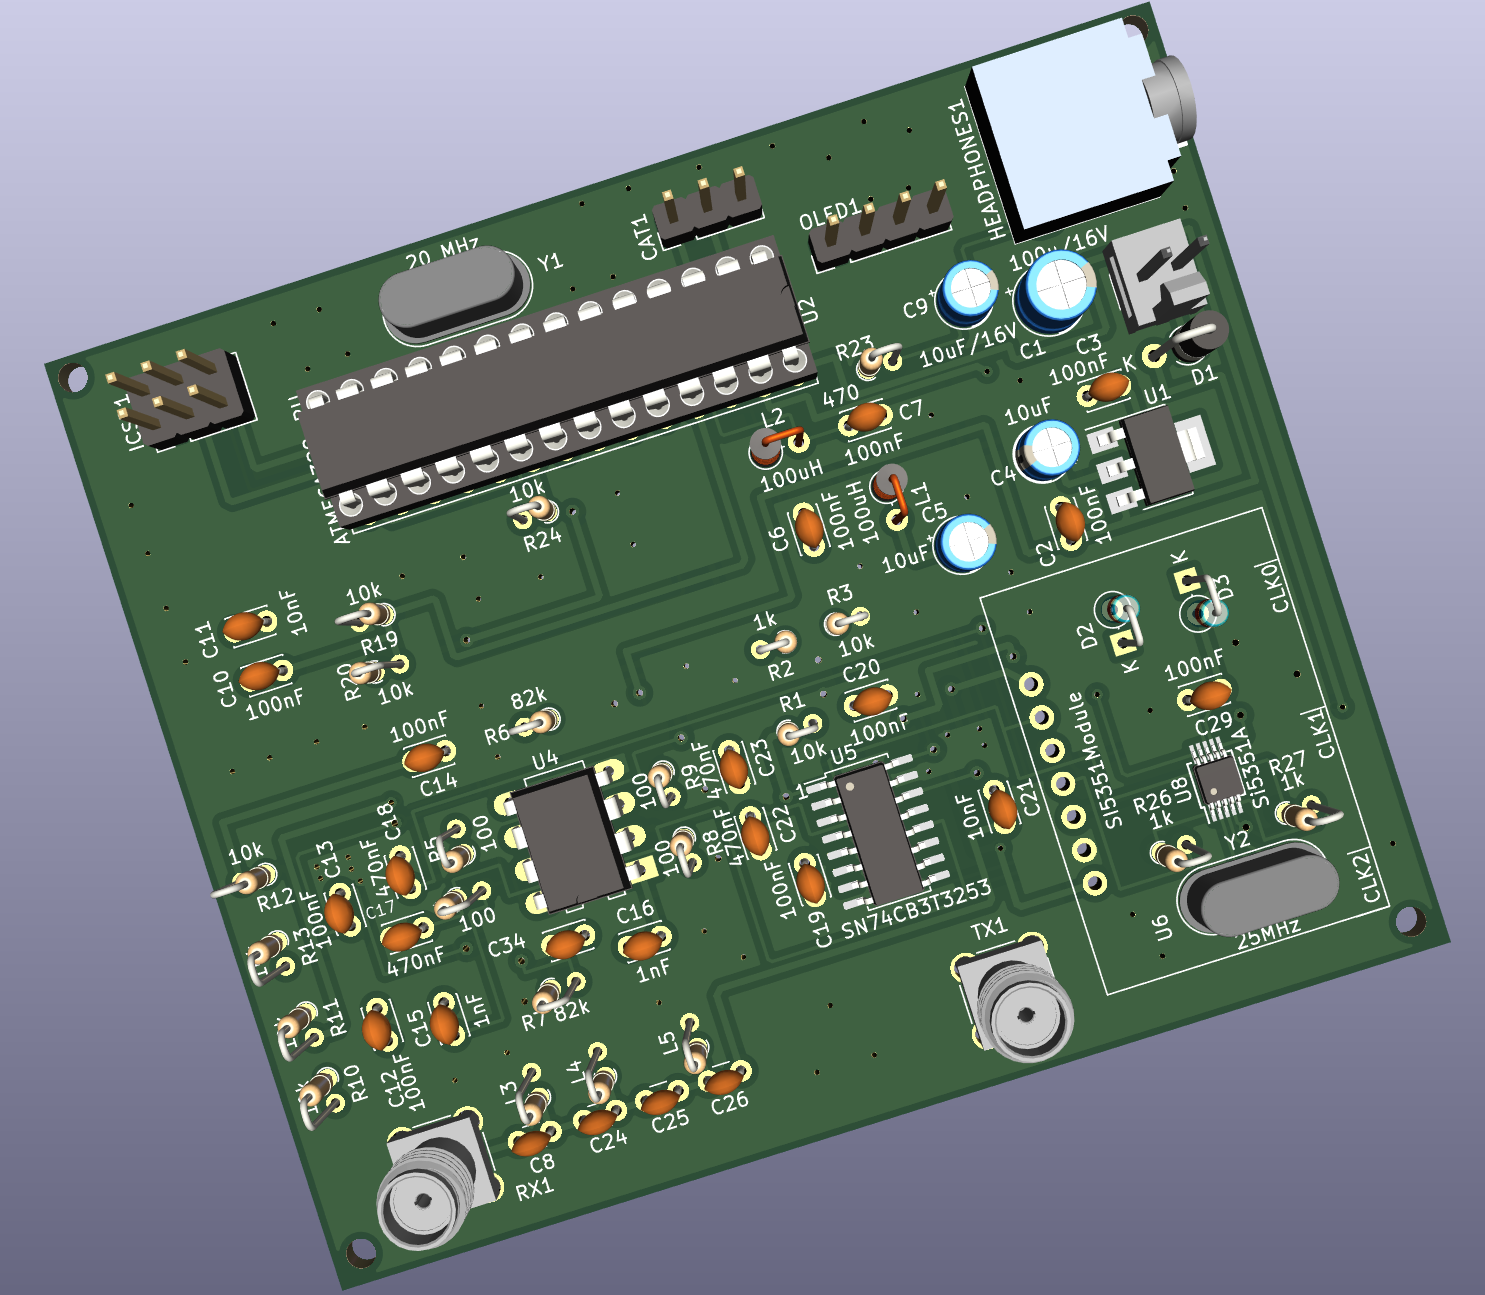 HEADPHONES1
CAT1
OLED1
20 MHz
Y1
100u/16V
C9
10uF/16V
C1
U2
R23
C3
100nF
K
D1
470
C7
100nF
L2
100uH
10uF
C4
U1
C2
100nF
10k
R24
C6
100nF
100uH
L1
C5
10uF
K
D3
CLK0
D2
K
10k
R19
C11
10nF
C10
100nF
R20
10k
1k
R2
R3
10k
C20
100nF
R1
10k
82k
R6
100nF
C14
U4
100
R9
470nF
C23
U5
1
SI5351Module
100nF
C29
CLK1
Si5351A
U8
R27
1k
R26
1k
Y2
25MHz
CLK2
U6
10nF
C21
R8
100
470nF
C22
100nF
C19
SN74CB3T3253
10k
R12
C13
100nF
C18
470nF
R5
100
C17
100
470nF
C34
C16
1nF
R13
R7
82k
R11
C12
100nF
C15
1nF
R10
L3
L4
L5
C8
C24
C25
C26
RX1
TX1